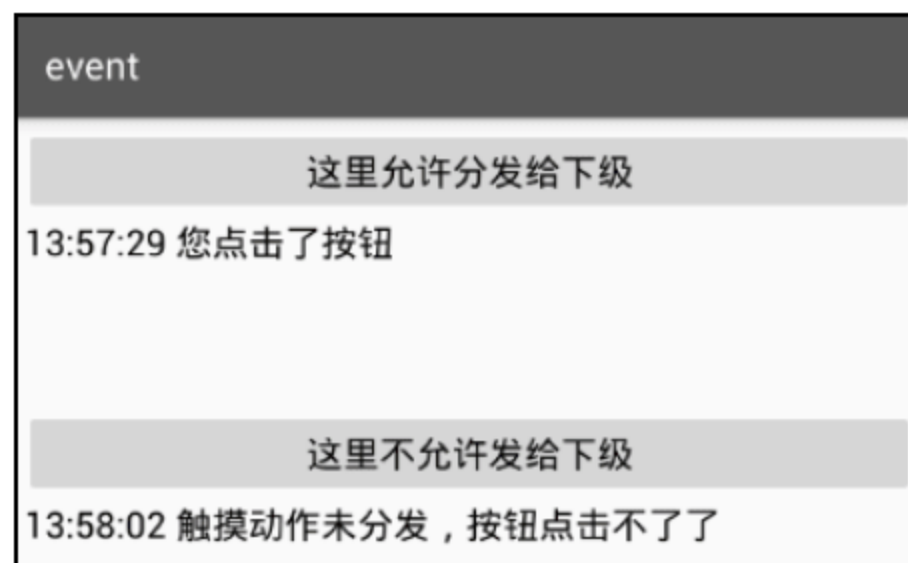 event
这里允许分发给下级
13:57:29 您点击了按钮
这里不允许发给下级
13:58:02 触摸动作未分发，按钮点击不了了